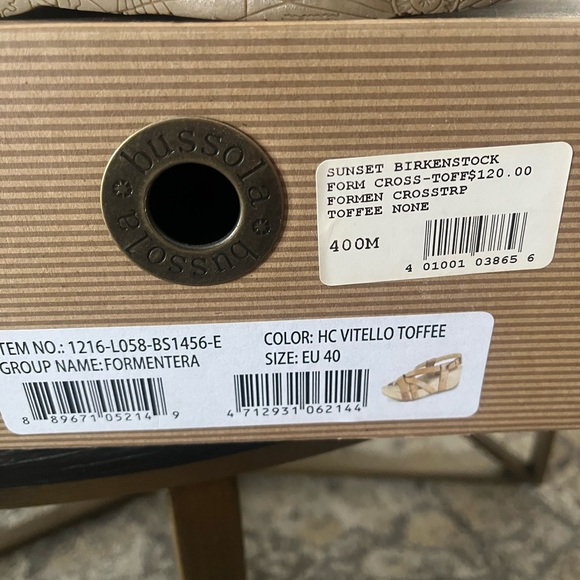 bussola * bussola *
SUNSET BIRKENSTOCK
FORM CROSS-TOFF$120.00
FORMEN CROSSTRP
TOFFEE NONE
400M
4 01001 03865 6
TEM NO.: 1216-L058-BS1456-E
GROUP NAME: FORMENTERA
COLOR: HC VITELLO TOFFEE
SIZE: EU 40
8 89671 05214 9
4 712931 062144